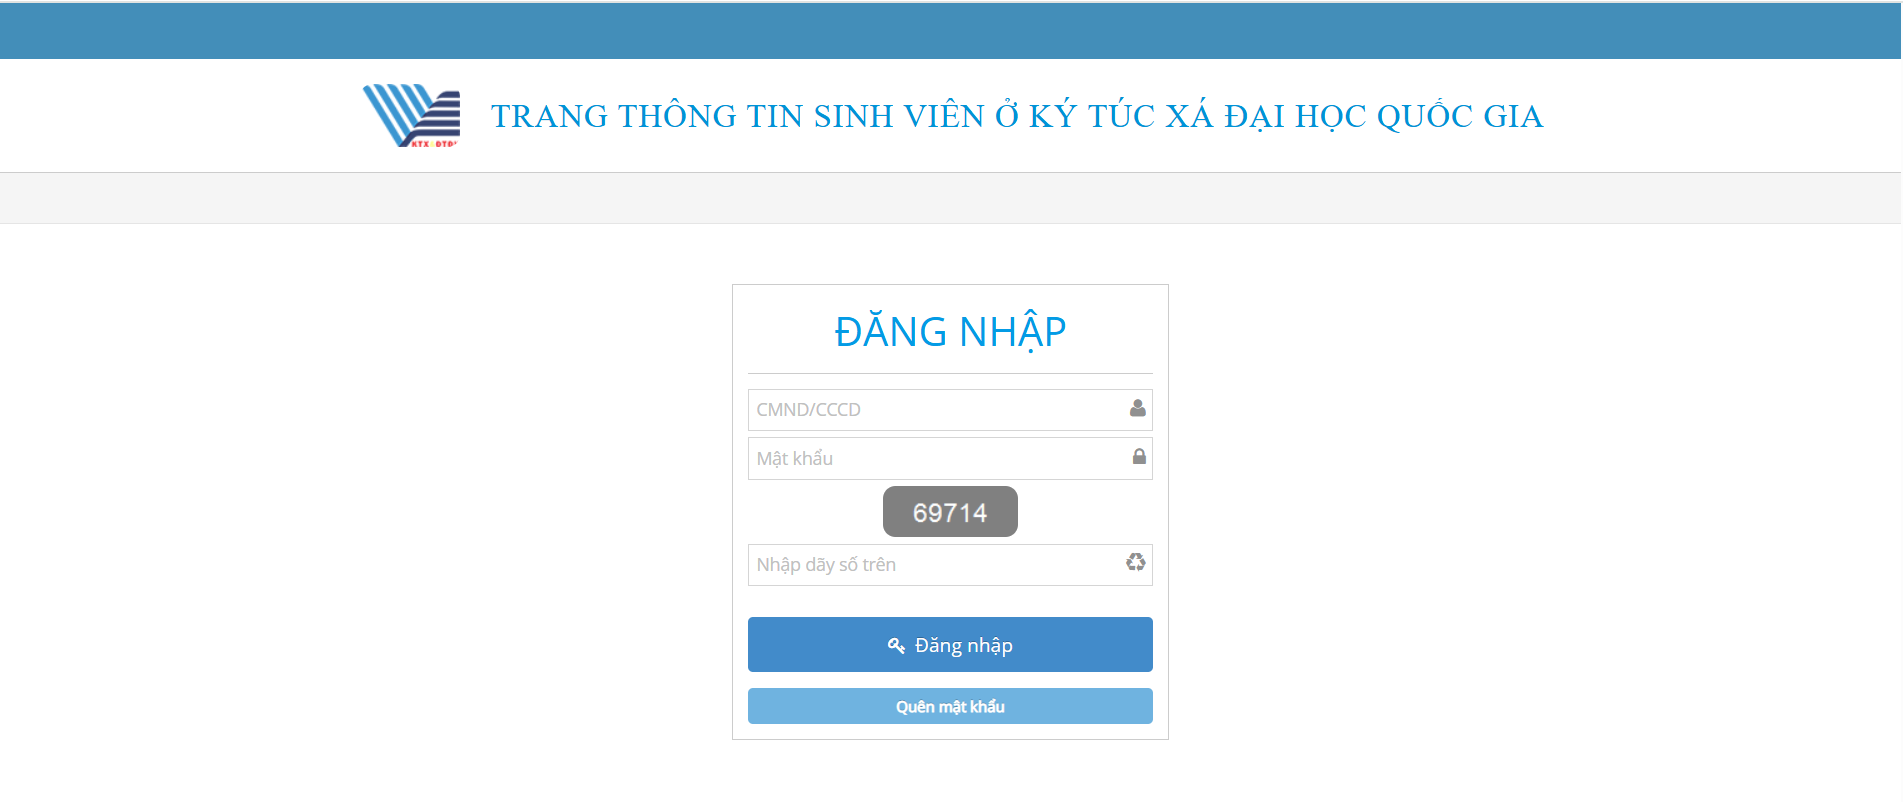 TRANG THÔNG TIN SINH VIÊN Ở KÝ TÚC XÁ ĐẠI HỌC QUỐC GIA
ĐĂNG NHẬP
CMND/CCCD
Mật khẩu
69714
Nhập dãy số trên
Đăng nhập
Quên mật khẩu